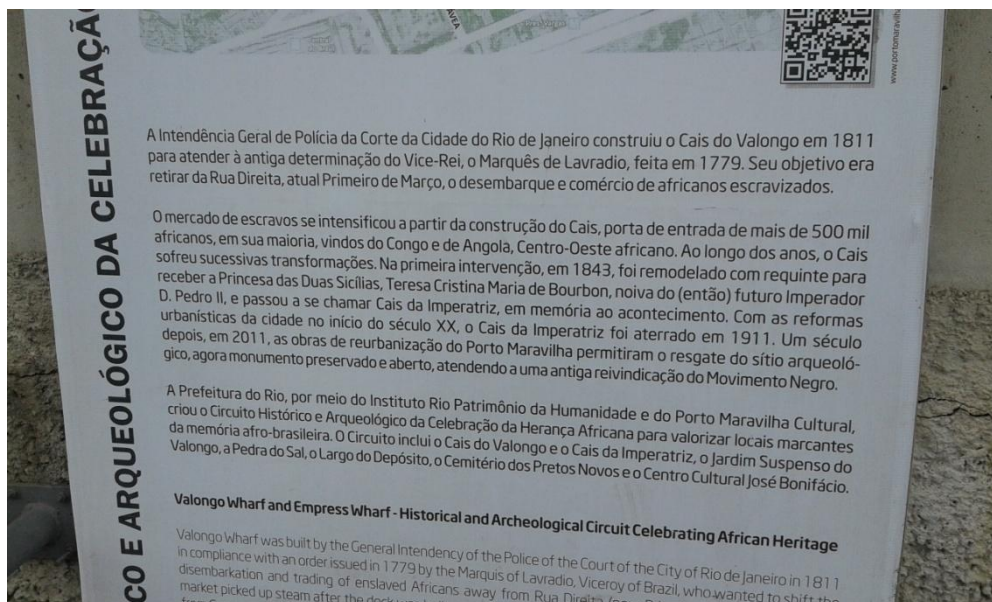 CO E ARQUEOLÓGICO DA CELEBRAÇÃO
A Intendência Geral de Polícia da Corte da Cidade do Rio de Janeiro construiu o Cais do Valongo em 1811
para atender à antiga determinação do Vice-Rei, o Marquês de Lavradio, feita em 1779. Seu objetivo era
retirar da Rua Direita, atual Primeiro de Março, o desembarque e comércio de africanos escravizados.
O mercado de escravos se intensificou a partir da construção do Cais, porta de entrada de mais de 500 mil
africanos, em sua maioria, vindos do Congo e de Angola, Centro-Oeste africano. Ao longo dos anos, o Cais
sofreu sucessivas transformações. Na primeira intervenção, em 1843, foi remodelado com requinte para
receber a Princesa das Duas Sicílias, Teresa Cristina Maria de Bourbon, noiva do (então) futuro Imperador
D. Pedro II, e passou a se chamar Cais da Imperatriz, em memória ao acontecimento. Com as reformas
urbanísticas da cidade no início do século XX, o Cais da Imperatriz foi aterrado em 1911. Um século
depois, em 2011, as obras de reurbanização do Porto Maravilha permitiram o resgate do sítio arqueoló-
gico, agora monumento preservado e aberto, atendendo a uma antiga reivindicação do Movimento Negro.
A Prefeitura do Rio, por meio do Instituto Rio Patrimônio da Humanidade e do Porto Maravilha Cultural,
criou o Circuito Histórico e Arqueológico da Celebração da Herança Africana para valorizar locais marcantes
da memória afro-brasileira. O Circuito inclui o Cais do Valongo e o Cais da Imperatriz, o Jardim Suspenso do
Valongo, a Pedra do Sal, o Largo do Depósito, o Cemitério dos Pretos Novos e o Centro Cultural José Bonifácio.
Valongo Wharf and Empress Wharf - Historical and Archeological Circuit Celebrating African Heritage
Valongo Wharf was built by the General Intendency of the Police of the Court of the City of Rio de Janeiro in 1811
in compliance with an order issued in 1779 by the Marquis of Lavradio, Viceroy of Brazil, who wanted to shift the
disembarkation and trading of enslaved Africans away from Rua Direita
market picked up steam after the dock